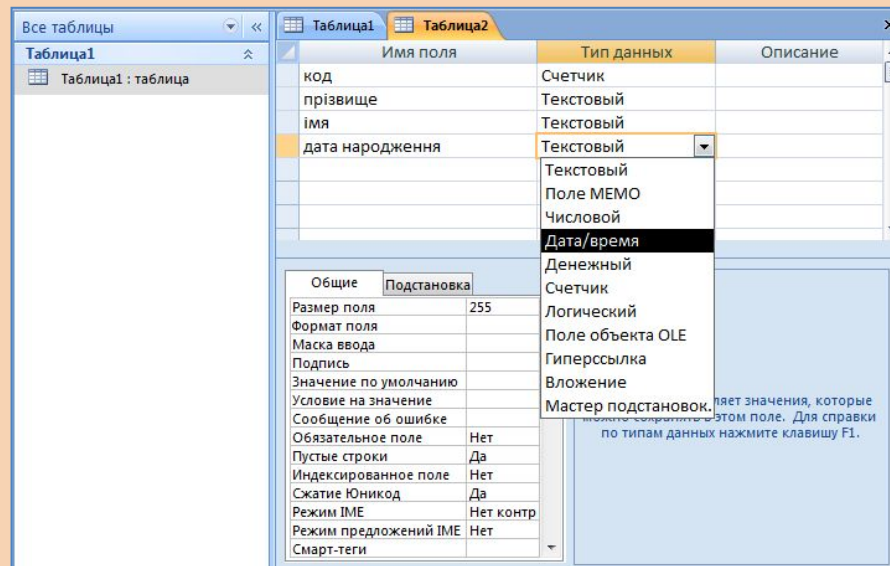 Все таблицы
Таблица1
Таблица1 : таблица
Таблица1 Таблица2
Имя поля Тип данных Описание
код Счетчик
прізвище Текстовый
імя Текстовый
дата народження Текстовый
Текстовый
Поле МЕМО
Числовой
Дата/время
Денежный
Счетчик
Логический
Поле объекта OLE
Гиперссылка
Вложение
Мастер подстановок.
Общие Подстановка
Размер поля 255
Формат поля
Маска ввода
Подпись
Значение по умолчанию
Условие на значение
Сообщение об ошибке
Обязательное поле Нет
Пустые строки Да
Индексированное поле Нет
Сжатие Юникод Да
Режим IME Нет контр
Режим предложений IME Нет
Смарт-теги
значения, которые
в этом поле. Для справки
по типам данных нажмите клавишу F1.